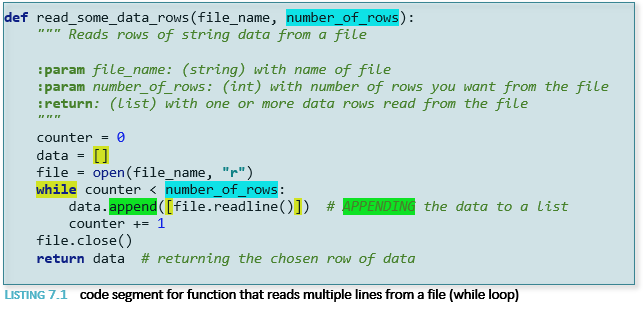 def read_some_data_rows(file_name, number_of_rows):
    """ Reads rows of string data from a file

    :param file_name: (string) with name of file
    :param number_of_rows: (int) with number of rows you want from the file
    :return: (list) with one or more data rows read from the file
    """
    counter = 0
    data = []
    file = open(file_name, "r")
    while counter < number_of_rows:
        data.append([file.readline()])  # APPENDING the data to a list
        counter += 1
    file.close()
    return data  # returning the chosen row of data
LISTING 7.1 code segment for function that reads multiple lines from a file (while loop)